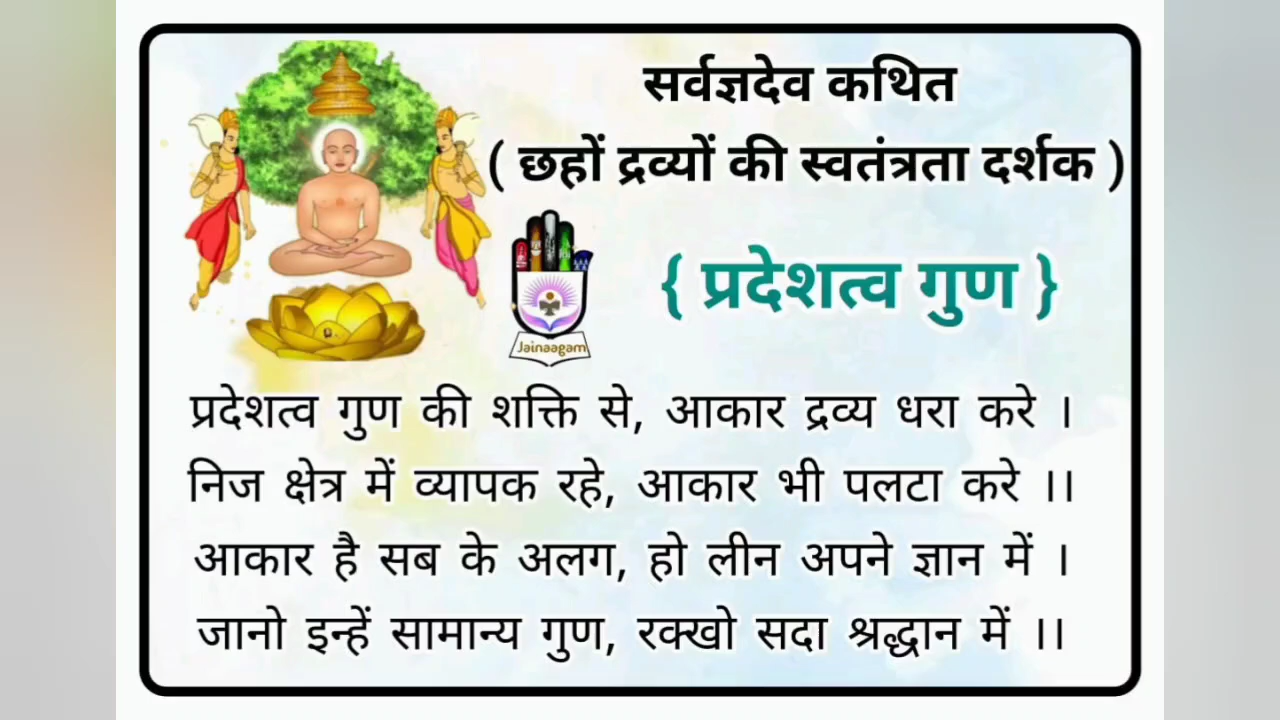 सर्वज्ञदेव कथित
( छहों द्रव्यों की स्वतंत्रता दर्शक )
{ प्रदेशत्व गुण }
Jainaagam
प्रदेशत्व गुण की शक्ति से, आकार द्रव्य धरा करे ।
निज क्षेत्र में व्यापक रहे, आकार भी पलटा करे ।।
आकार है सब के अलग, हो लीन अपने ज्ञान में ।
जानो इन्हें सामान्य गुण, रक्खो सदा श्रद्धान में ।।